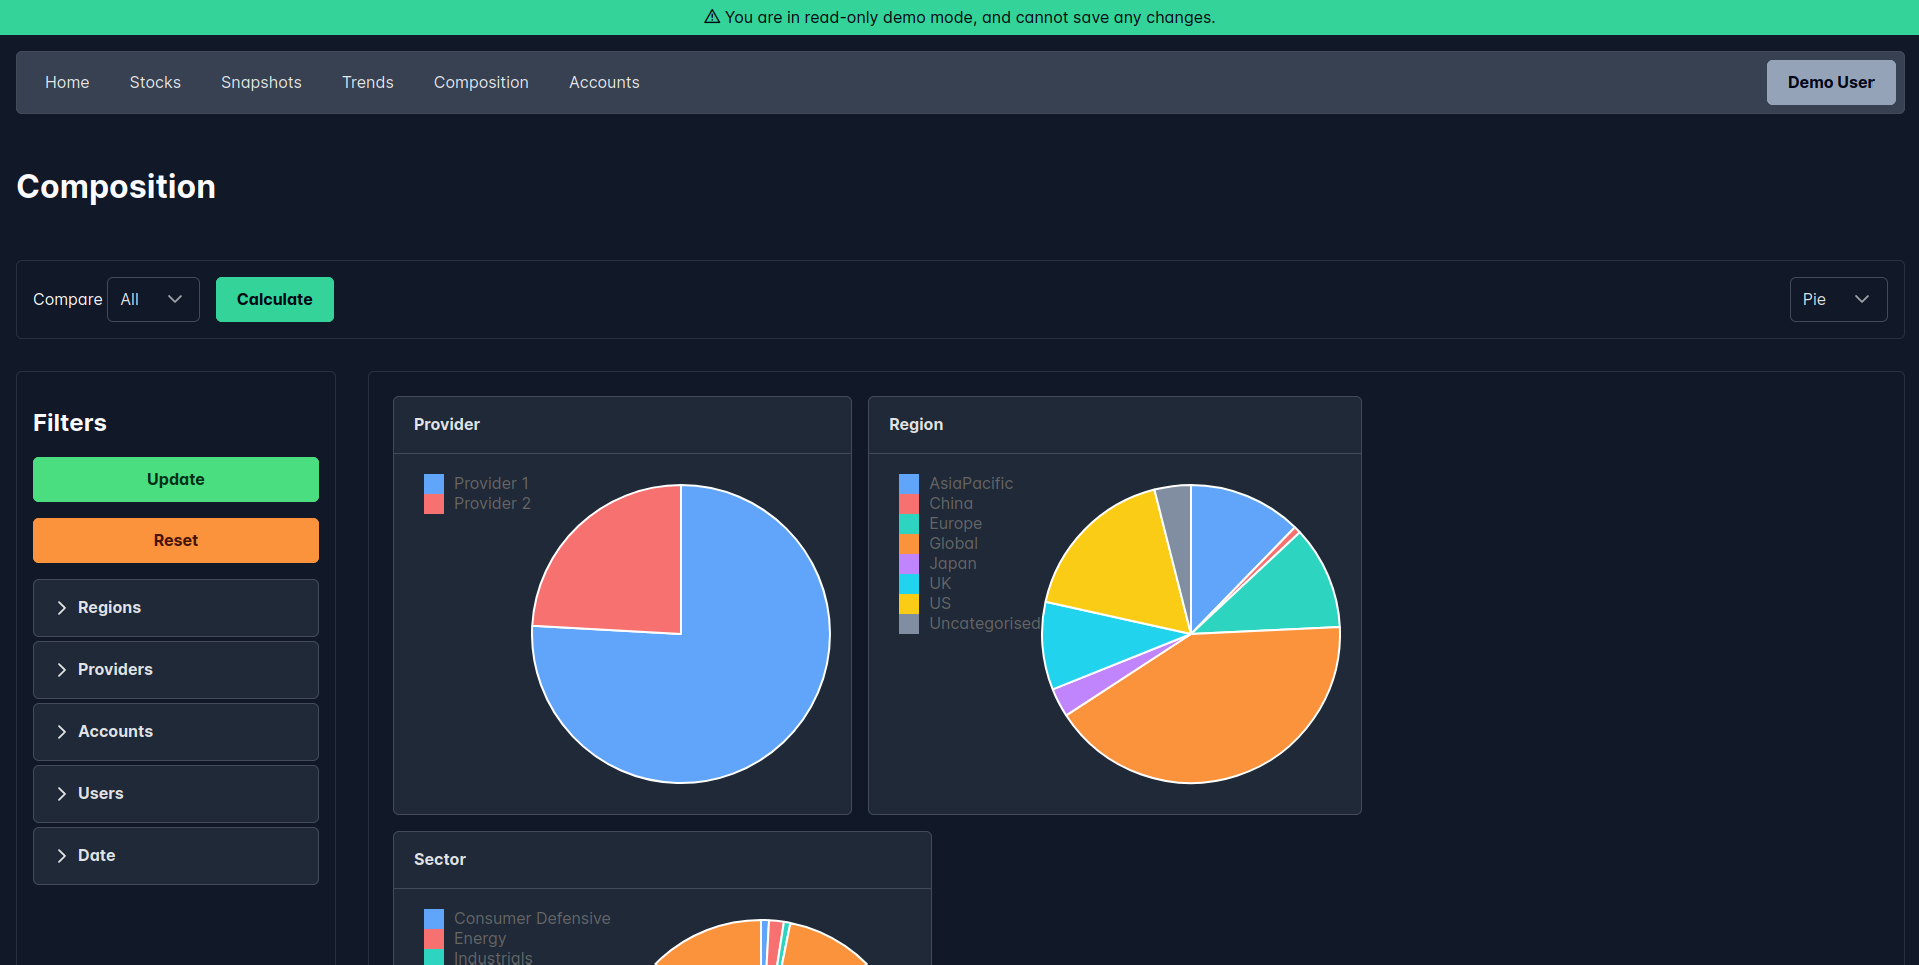 You are in read-only demo mode, and cannot save any changes.
Home Stocks Snapshots Trends Composition Accounts Demo User
Composition
Compare All Calculate Pie
Filters
Update
Reset
Regions
Providers
Accounts
Users
Date
Provider
Provider 1
Provider 2
Region
AsiaPacific
China
Europe
Global
Japan
UK
US
Uncategorised
Sector
Consumer Defensive
Energy
Industrials